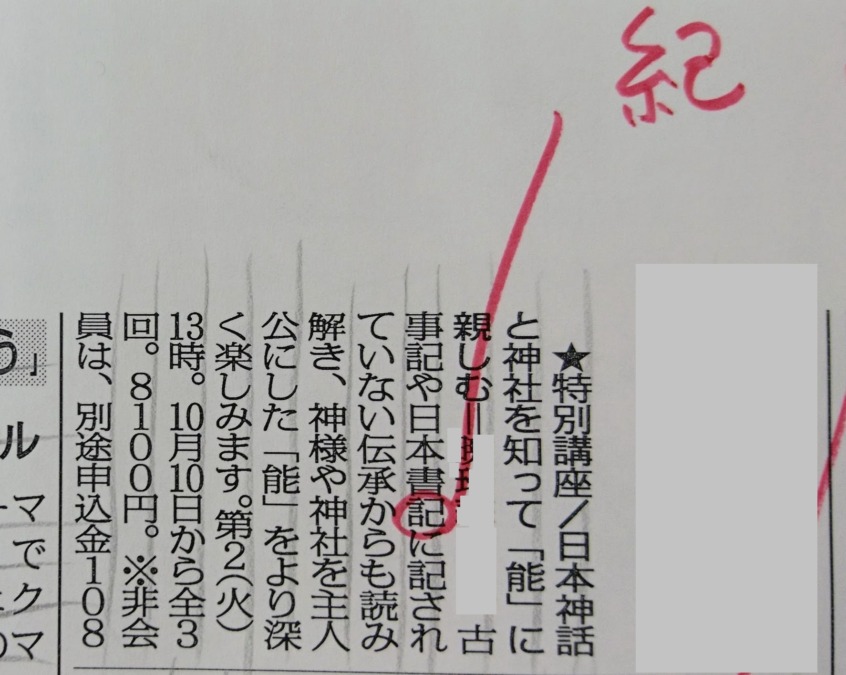 紀
★特別講座/日本神話
と神社を知って「能」に
親しむー 古
事記や日本書記に記され
ていない伝承からも読み
解き、神様や神社を主人
公にした「能」をより深
く楽しみます。第2(火)
13時。10月10日から全3
回。8100円。※非会
員は、別途申込金108
う」
ル
マ
で
ク
マ